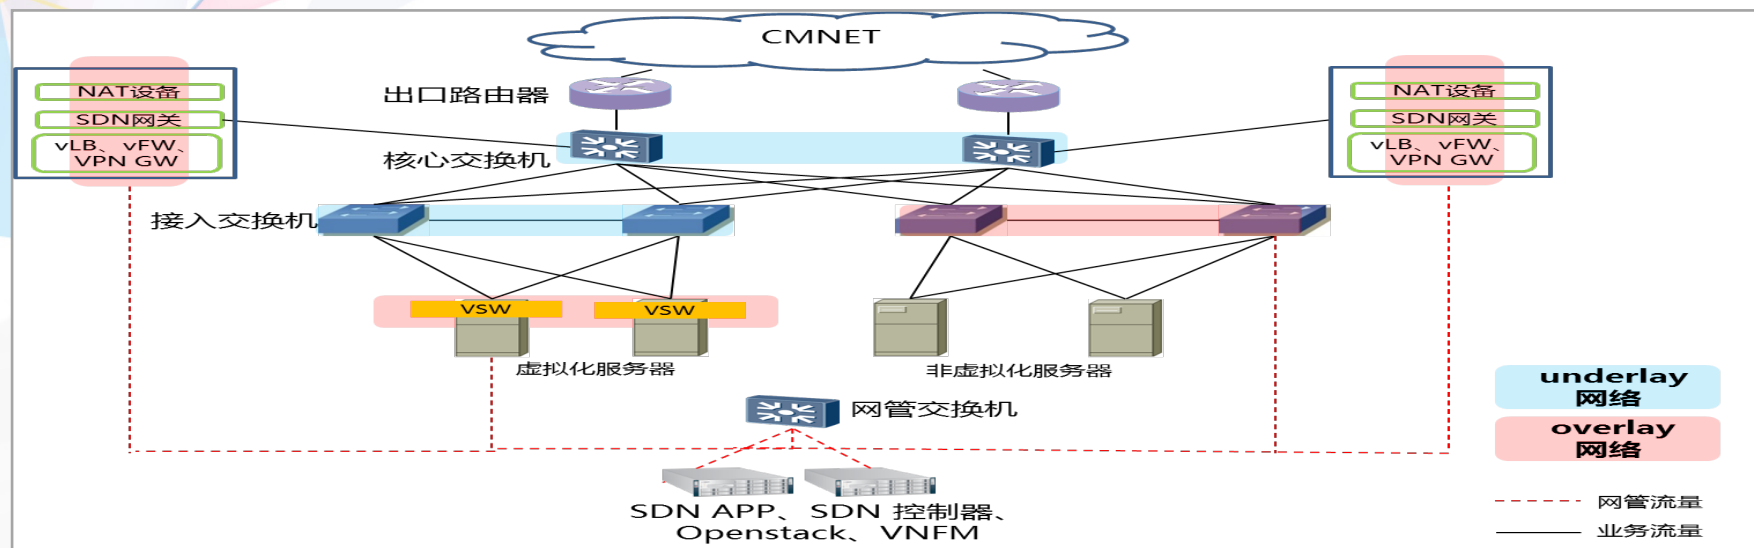 CMNET
出口路由器
NAT设备
SDN网关
vLB、vFW、
VPN GW
NAT设备
SDN网关
vLB、vFW、
VPN GW
核心交换机
接入交换机
VSW
VSW
虚拟化服务器
非虚拟化服务器
网管交换机
underlay
网络
overlay
网络
SDN APP、SDN 控制器、
Openstack、VNFM
网管流量
业务流量